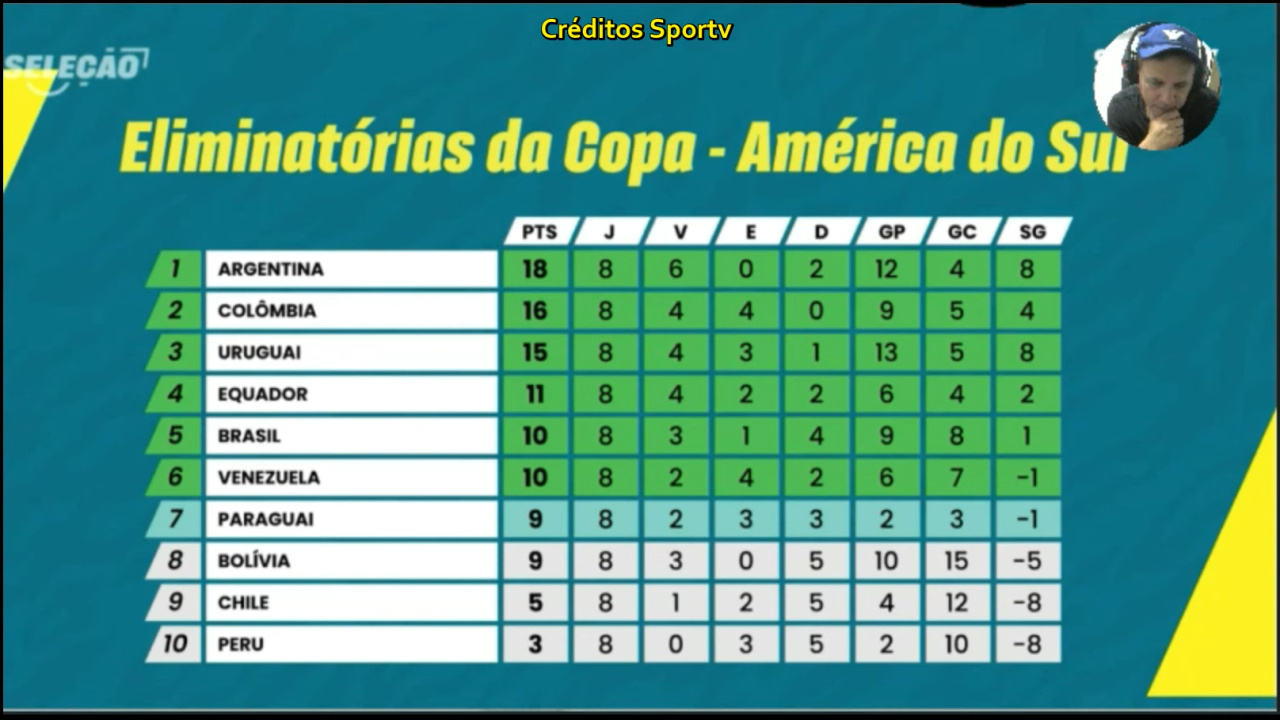 Créditos Sportv
SELEÇÃO
Eliminatórias da Copa - América do Sul
PTS J V E D GP GC SG
1 ARGENTINA 18 8 6 0 2 12 4 8
2 COLÔMBIA 16 8 4 4 0 9 5 4
3 URUGUAI 15 8 4 3 1 13 5 8
4 EQUADOR 11 8 4 2 2 6 4 2
5 BRASIL 10 8 3 1 4 9 8 1
6 VENEZUELA 10 8 2 4 2 6 7 -1
7 PARAGUAI 9 8 2 3 3 2 3 -1
8 BOLÍVIA 9 8 3 0 5 10 15 -5
9 CHILE 5 8 1 2 5 4 12 -8
10 PERU 3 8 0 3 5 2 10 -8